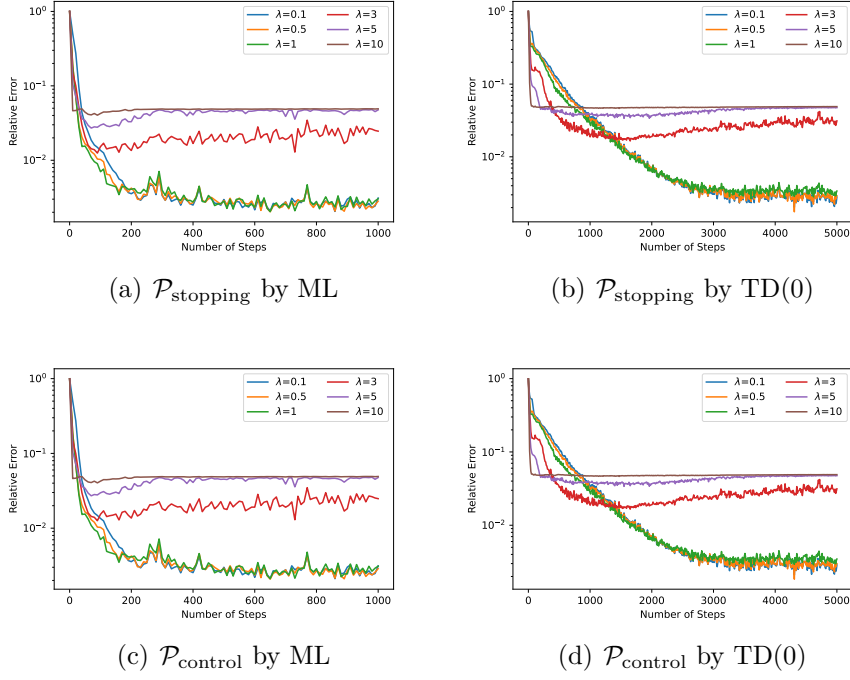 10⁰
10⁻¹
10⁻²
Relative Error
λ=0.1 λ=3
λ=0.5 λ=5
λ=1 λ=10
0 200 400 600 800 1000
Number of Steps
(a) 𝒫stopping by ML
10⁰
10⁻¹
10⁻²
Relative Error
λ=0.1 λ=3
λ=0.5 λ=5
λ=1 λ=10
0 1000 2000 3000 4000 5000
Number of Steps
(b) 𝒫stopping by TD(0)
10⁰
10⁻¹
10⁻²
Relative Error
λ=0.1 λ=3
λ=0.5 λ=5
λ=1 λ=10
0 200 400 600 800 1000
Number of Steps
(c) 𝒫control by ML
10⁰
10⁻¹
10⁻²
Relative Error
λ=0.1 λ=3
λ=0.5 λ=5
λ=1 λ=10
0 1000 2000 3000 4000 5000
Number of Steps
(d) 𝒫control by TD(0)